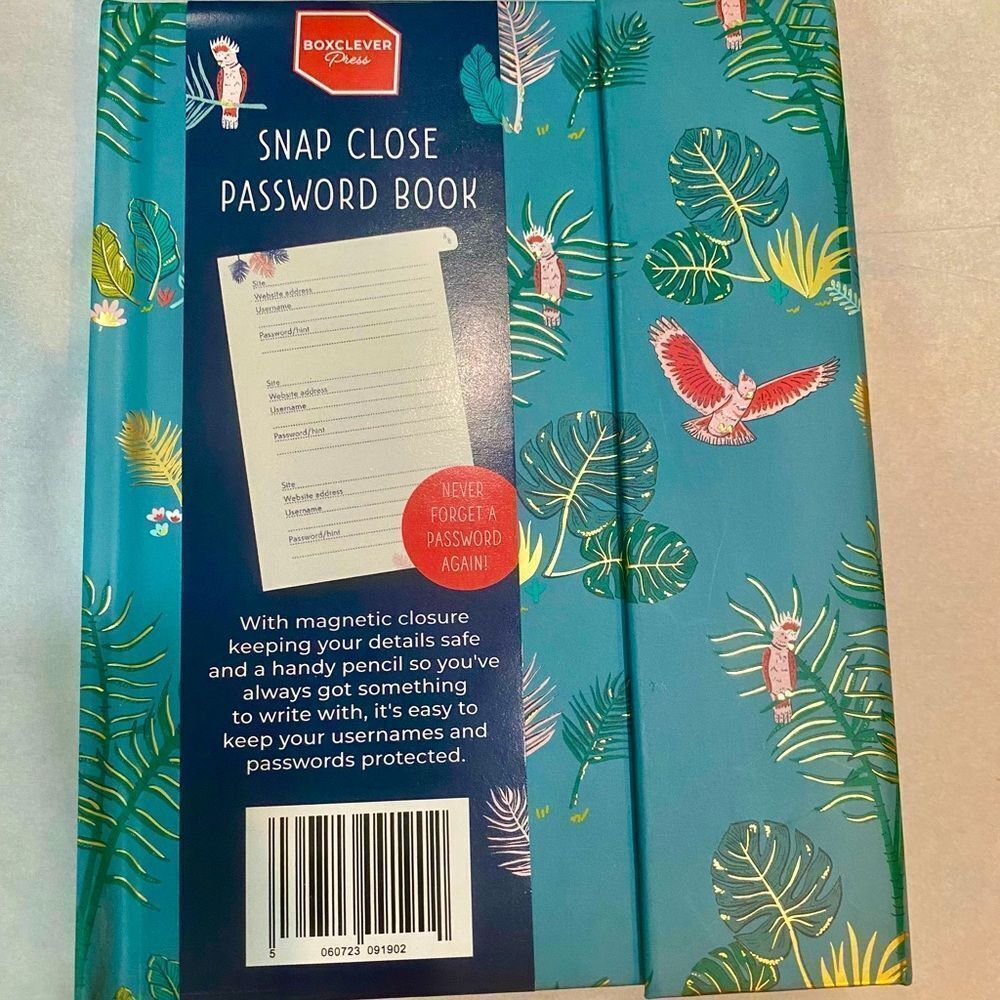 BOXCLEVER
Press
SNAP CLOSE
PASSWORD BOOK
Site
Website address
Username
Password/hint
Site
Website address
Username
Password/hint
Site
Website address
Username
Password/hint
NEVER
FORGET A
PASSWORD
AGAIN!
With magnetic closure
keeping your details safe
and a handy pencil so you've
always got something
to write with, it's easy to
keep your usernames and
passwords protected.
5 060723 091902